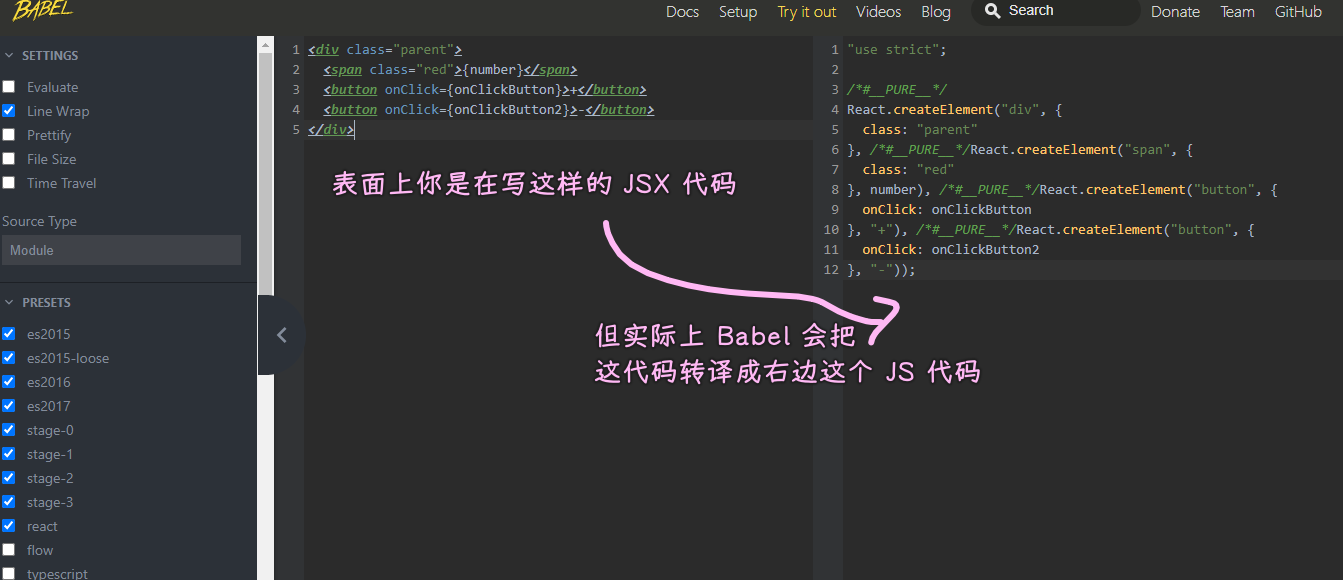 BABEL
Docs Setup Try it out Videos Blog Search Donate Team GitHub
SETTINGS
Evaluate
Line Wrap
Prettify
File Size
Time Travel
Source Type
Module
PRESETS
es2015
es2015-loose
es2016
es2017
stage-0
stage-1
stage-2
stage-3
react
flow
typescript
1 <div class="parent">
2   <span class="red">{number}</span>
3   <button onClick={onClickButton}>+</button>
4   <button onClick={onClickButton2}>-</button>
5 </div>
表面上你是在写这样的 JSX 代码
但实际上 Babel 会把
这代码转译成右边这个 JS 代码
1 "use strict";
2
3 /*#__PURE__*/
4 React.createElement("div", {
5   class: "parent"
6 }, /*#__PURE__*/React.createElement("span", {
7   class: "red"
8 }, number), /*#__PURE__*/React.createElement("button", {
9   onClick: onClickButton
10 }, "+"), /*#__PURE__*/React.createElement("button", {
11   onClick: onClickButton2
12 }, "-"));